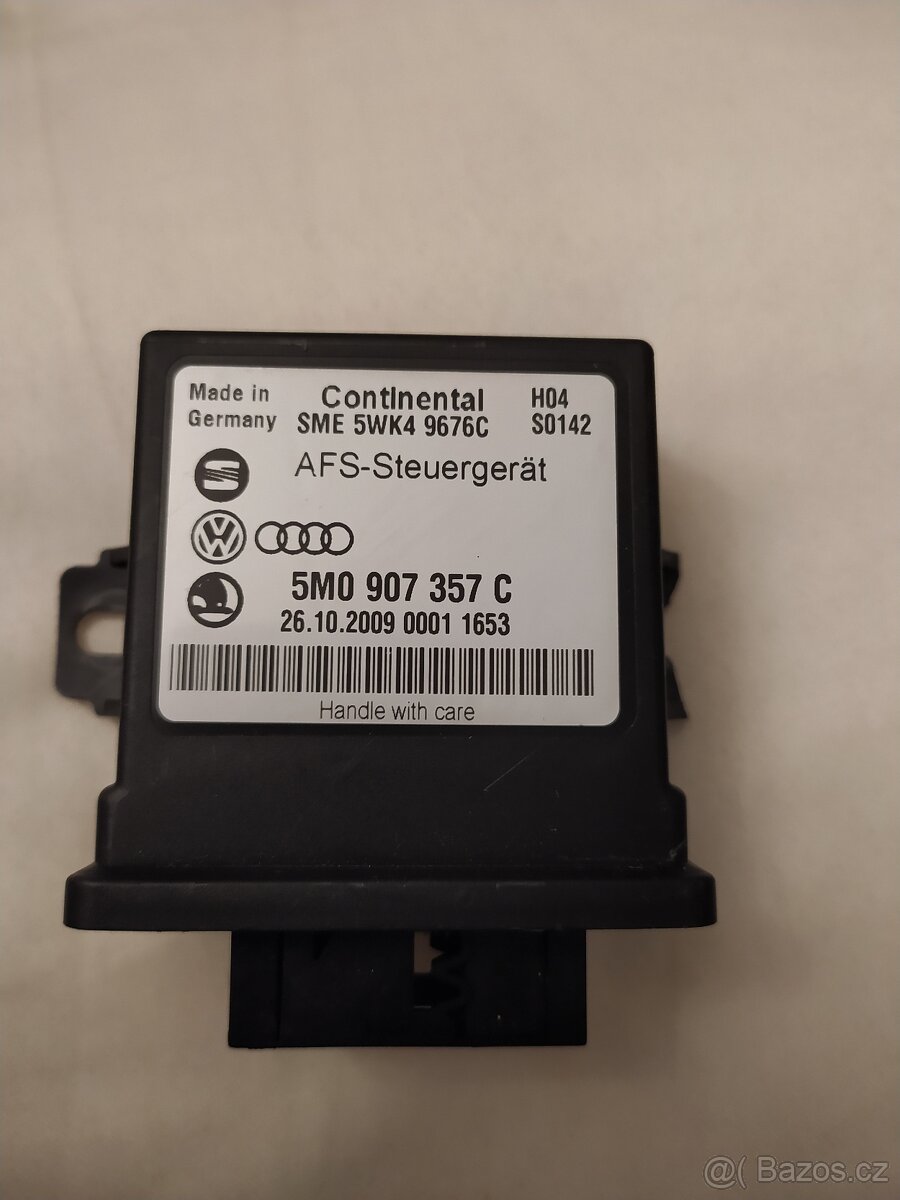 Made in Germany
Continental
SME 5WK4 9676C
H04
S0142
AFS-Steuergerät
5M0 907 357 C
26.10.2009 0001 1653
Handle with care
@( Bazos.cz